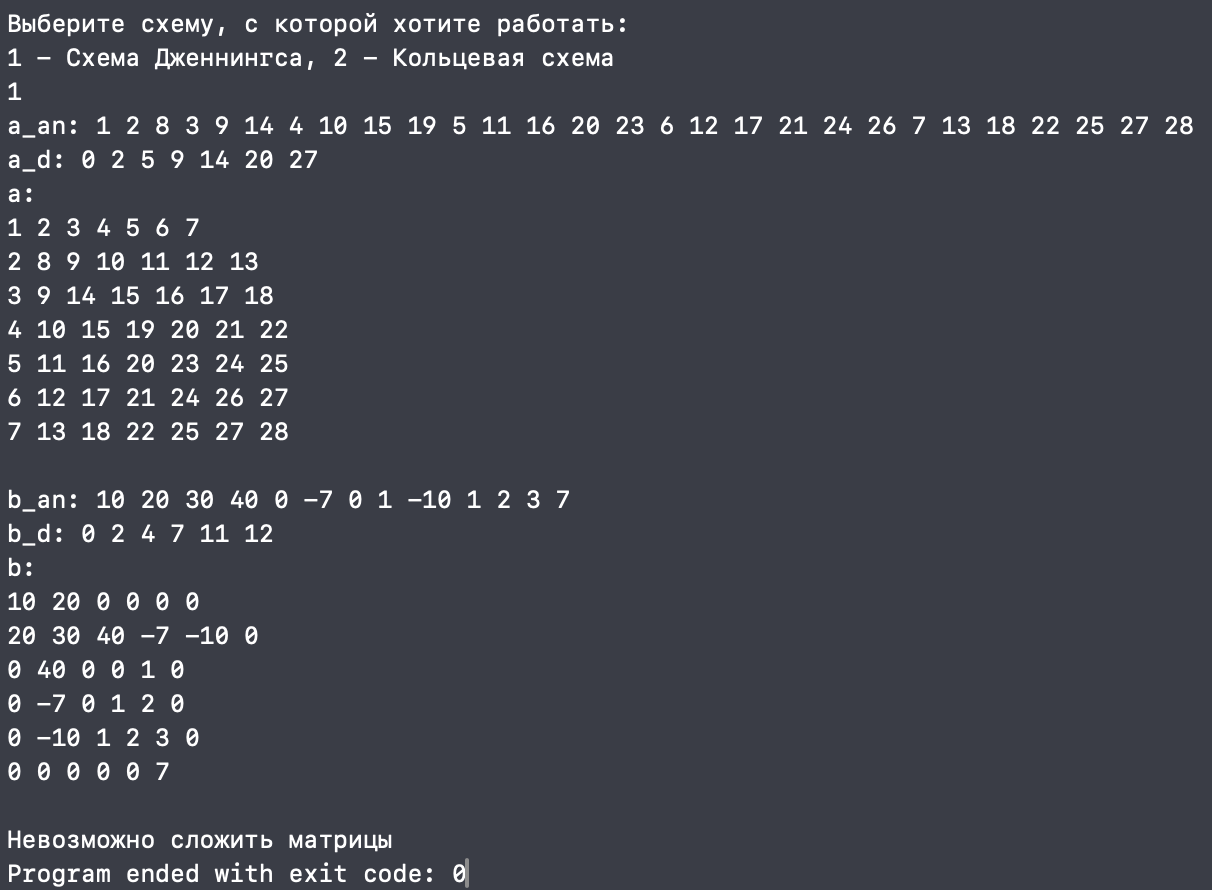 Выберите схему, с которой хотите работать:
1 – Схема Дженнингса, 2 – Кольцевая схема
1
a_an: 1 2 8 3 9 14 4 10 15 19 5 11 16 20 23 6 12 17 21 24 26 7 13 18 22 25 27 28
a_d: 0 2 5 9 14 20 27
a:
1 2 3 4 5 6 7
2 8 9 10 11 12 13
3 9 14 15 16 17 18
4 10 15 19 20 21 22
5 11 16 20 23 24 25
6 12 17 21 24 26 27
7 13 18 22 25 27 28
b_an: 10 20 30 40 0 -7 0 1 -10 1 2 3 7
b_d: 0 2 4 7 11 12
b:
10 20 0 0 0 0
20 30 40 -7 -10 0
0 40 0 0 1 0
0 -7 0 1 2 0
0 -10 1 2 3 0
0 0 0 0 0 7
Невозможно сложить матрицы
Program ended with exit code: 0